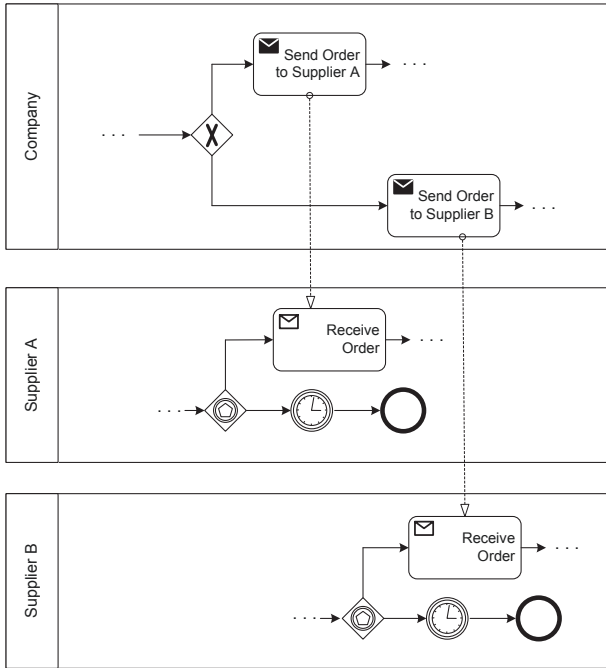 Company
Send Order
to Supplier A
. . .
. . .
Send Order
to Supplier B
. . .
Supplier A
Receive
Order
. . .
. . .
Supplier B
Receive
Order
. . .
. . .